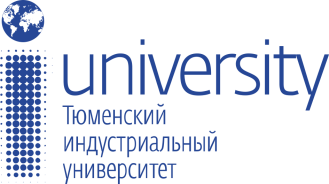 university
Тюменский
индустриальный
университет